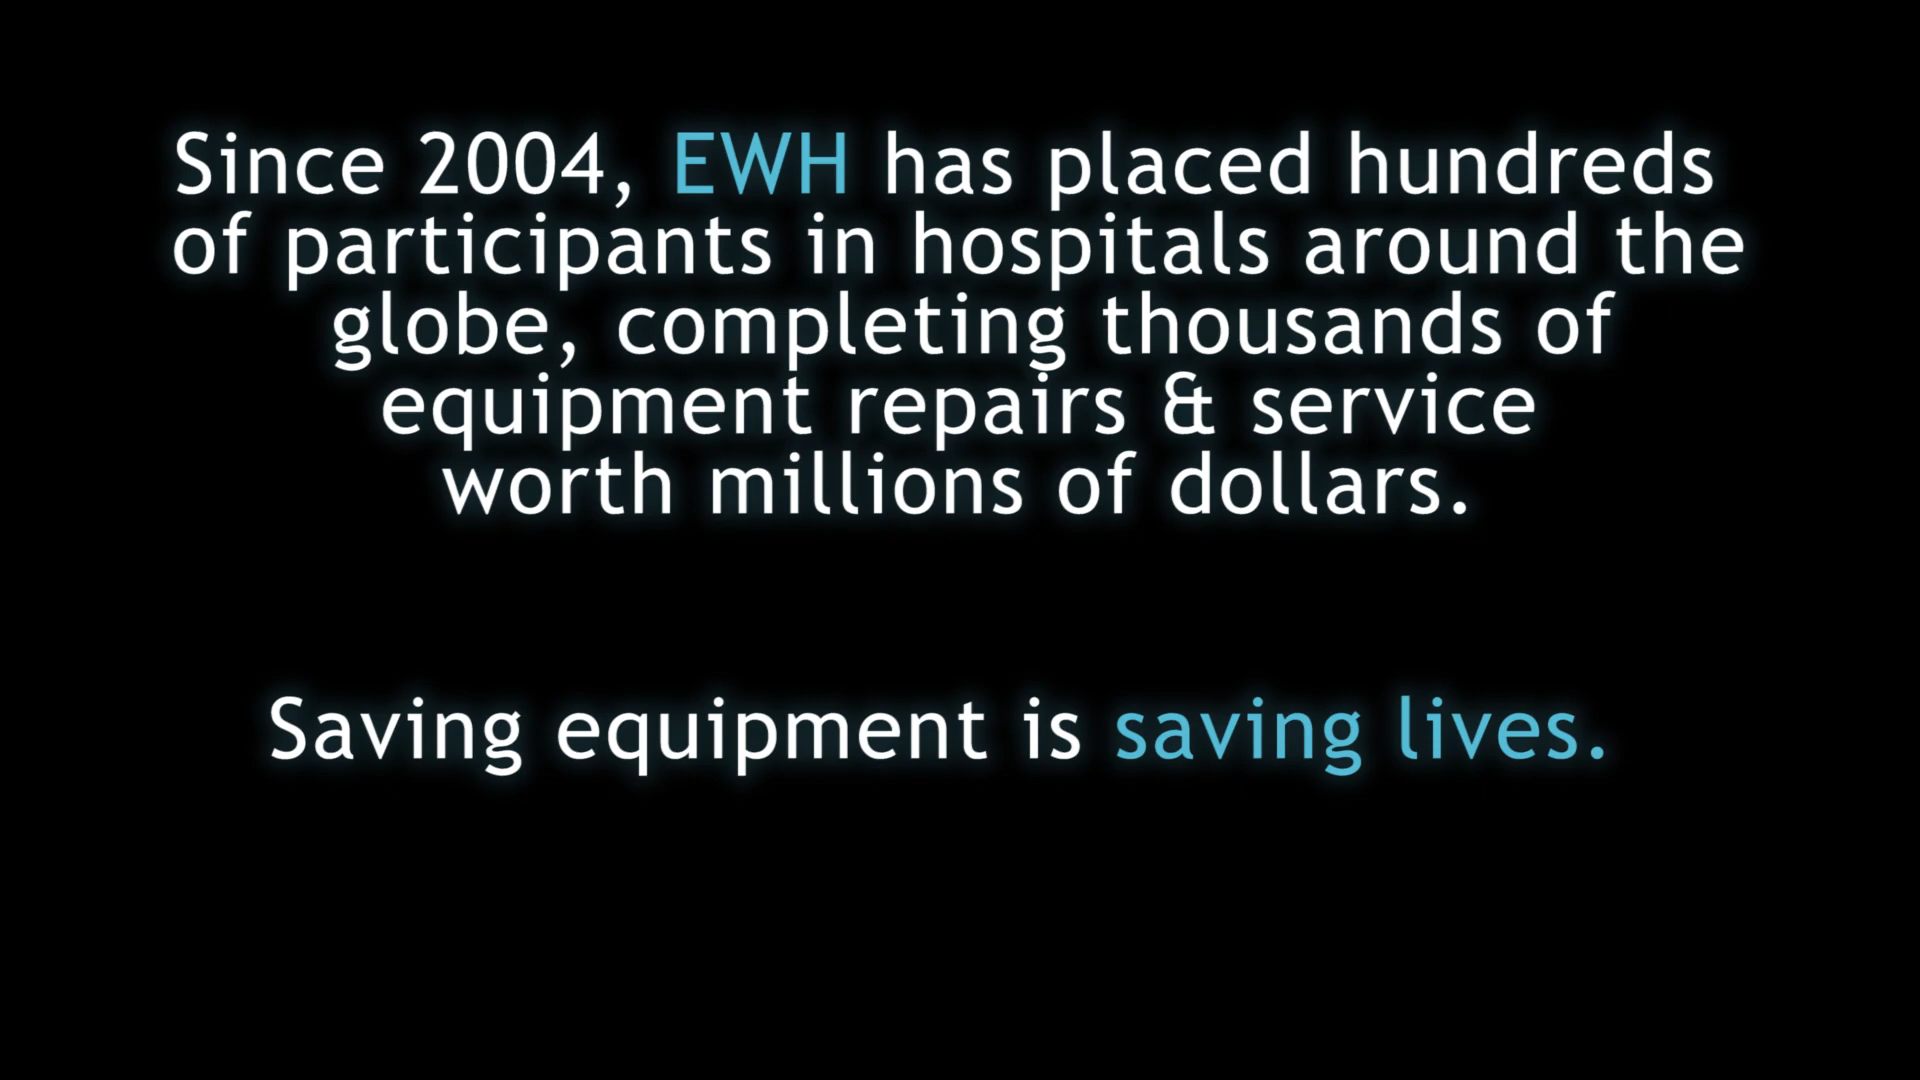 Since 2004, EWH has placed hundreds
of participants in hospitals around the
globe, completing thousands of
equipment repairs & service
worth millions of dollars.
Saving equipment is saving lives.